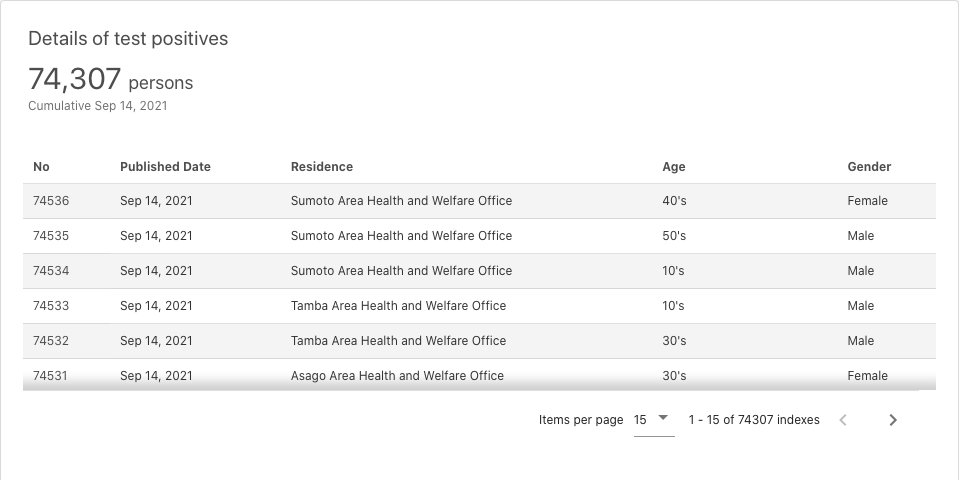 Details of test positives
74,307 persons
Cumulative Sep 14, 2021
No Published Date Residence Age Gender
74536 Sep 14, 2021 Sumoto Area Health and Welfare Office 40's Female
74535 Sep 14, 2021 Sumoto Area Health and Welfare Office 50's Male
74534 Sep 14, 2021 Sumoto Area Health and Welfare Office 10's Male
74533 Sep 14, 2021 Tamba Area Health and Welfare Office 10's Male
74532 Sep 14, 2021 Tamba Area Health and Welfare Office 30's Male
74531 Sep 14, 2021 Asago Area Health and Welfare Office 30's Female
Items per page 15 1 - 15 of 74307 indexes